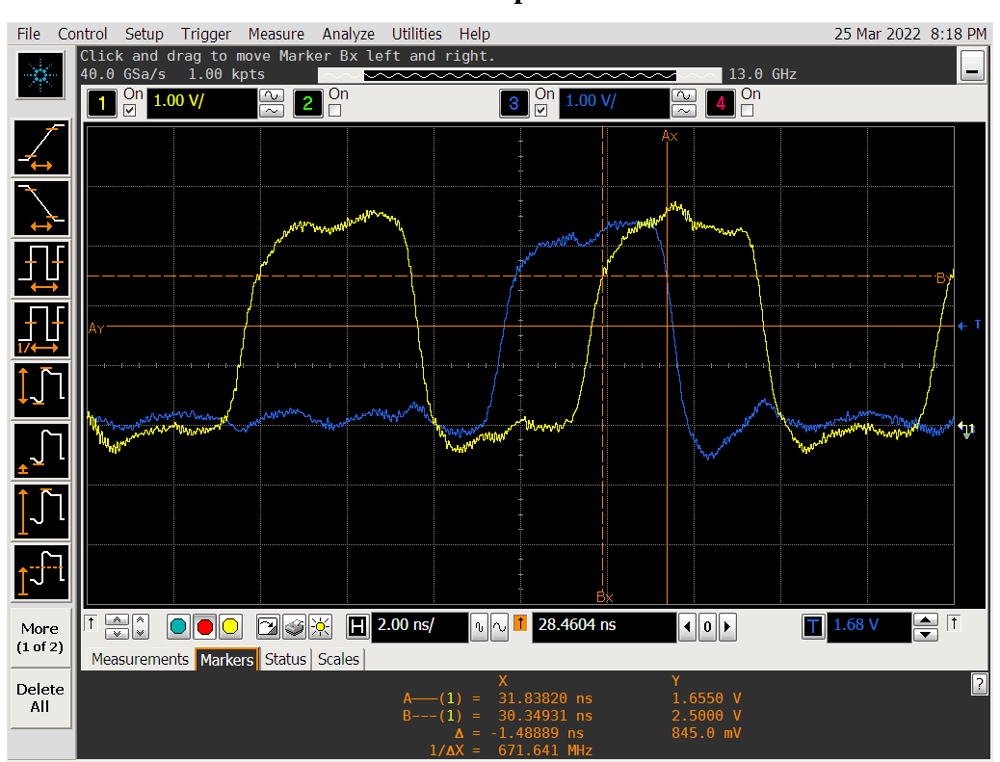 File Control Setup Trigger Measure Analyze Utilities Help 25 Mar 2022 8:18 PM
Click and drag to move Marker Bx left and right.
40.0 GSa/s 1.00 kpts 13.0 GHz
1 On 1.00 V/ 2 On 3 On 1.00 V/ 4 On
Ax
By
Ay
T
1
1/
Bx
More
(1 of 2)
H 2.00 ns/ 28.4604 ns 0 T 1.68 V
Measurements Markers Status Scales
Delete
All
?
X Y
A———(1) = 31.83820 ns 1.6550 V
B---(1) = 30.34931 ns 2.5000 V
Δ = -1.48889 ns 845.0 mV
1/ΔX = 671.641 MHz